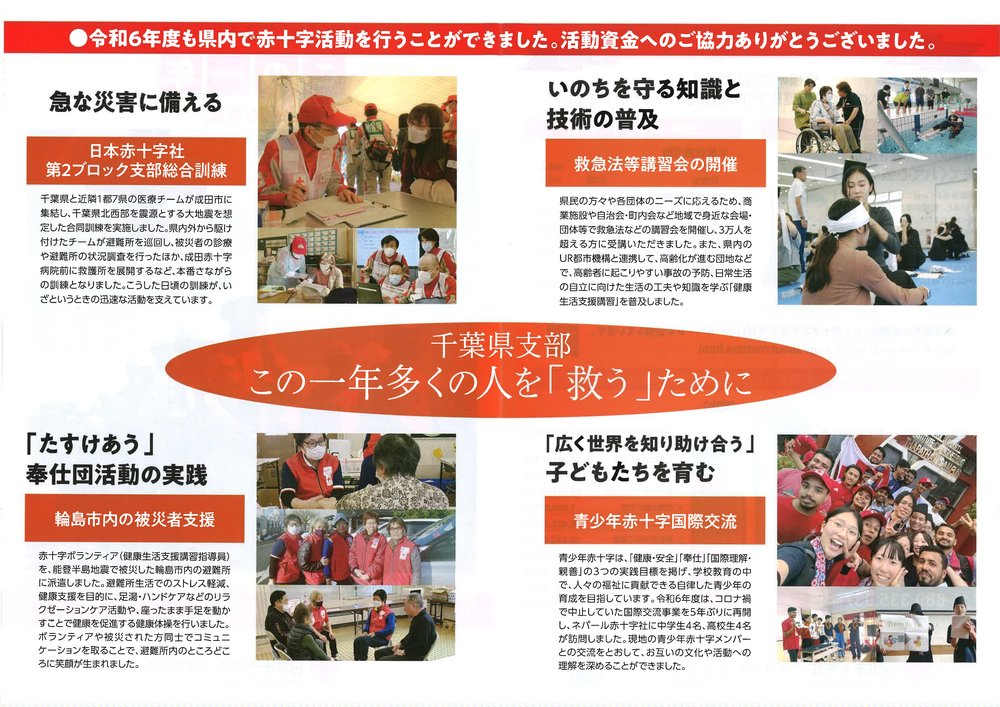 ●令和6年度も県内で赤十字活動を行うことができました。活動資金へのご協力ありがとうございました。
急な災害に備える
日本赤十字社
第2ブロック支部総合訓練
千葉県と近隣1都7県の医療チームが成田市に
集結し、千葉県北西部を震源とする大地震を想
定した合同訓練を実施しました。県内外から駆け
付けたチームが避難所を巡回し、被災者の診療
や避難所の状況調査を行ったほか、成田赤十字
病院前に救護所を展開するなど、本番さながら
の訓練となりました。こうした日頃の訓練が、い
ざというときの迅速な活動を支えています。
いのちを守る知識と
技術の普及
救急法等講習会の開催
県民の方々や各団体のニーズに応えるため、商
業施設や自治会・町内会など地域で身近な会場・
団体等で救急法などの講習会を開催し、3万人を
超える方に受講いただきました。また、県内の
UR都市機構と連携して、高齢化が進む団地など
で、高齢者に起こりやすい事故の予防、日常生活
の自立に向けた生活の工夫や知識を学ぶ「健康
生活支援講習」を普及しました。
千葉県支部
この一年多くの人を「救う」ために
「たすけあう」
奉仕団活動の実践
輪島市内の被災者支援
赤十字ボランティア(健康生活支援講習指導員)
を、能登半島地震で被災した輪島市内の避難所
に派遣しました。避難所生活でのストレス軽減、
健康支援を目的に、足湯・ハンドケアなどのリラ
クゼーションケア活動や、座ったまま手足を動か
すことで健康を促進する健康体操を行いました。
ボランティアや被災された方同士でコミュニ
ケーションを取ることで、避難所内のところどこ
ろに笑顔が生まれました。
「広く世界を知り助け合う」
子どもたちを育む
青少年赤十字国際交流
青少年赤十字は、「健康・安全」「奉仕」「国際理解・
親善」の3つの実践目標を掲げ、学校教育の中
で、人々の福祉に貢献できる自律した青少年の
育成を目指しています。令和6年度は、コロナ禍
で中止していた国際交流事業を5年ぶりに再開
し、ネパール赤十字社に中学生4名、高校生4名
が訪問しました。現地の青少年赤十字メンバー
との交流をとおして、お互いの文化や活動への
理解を深めることができました。